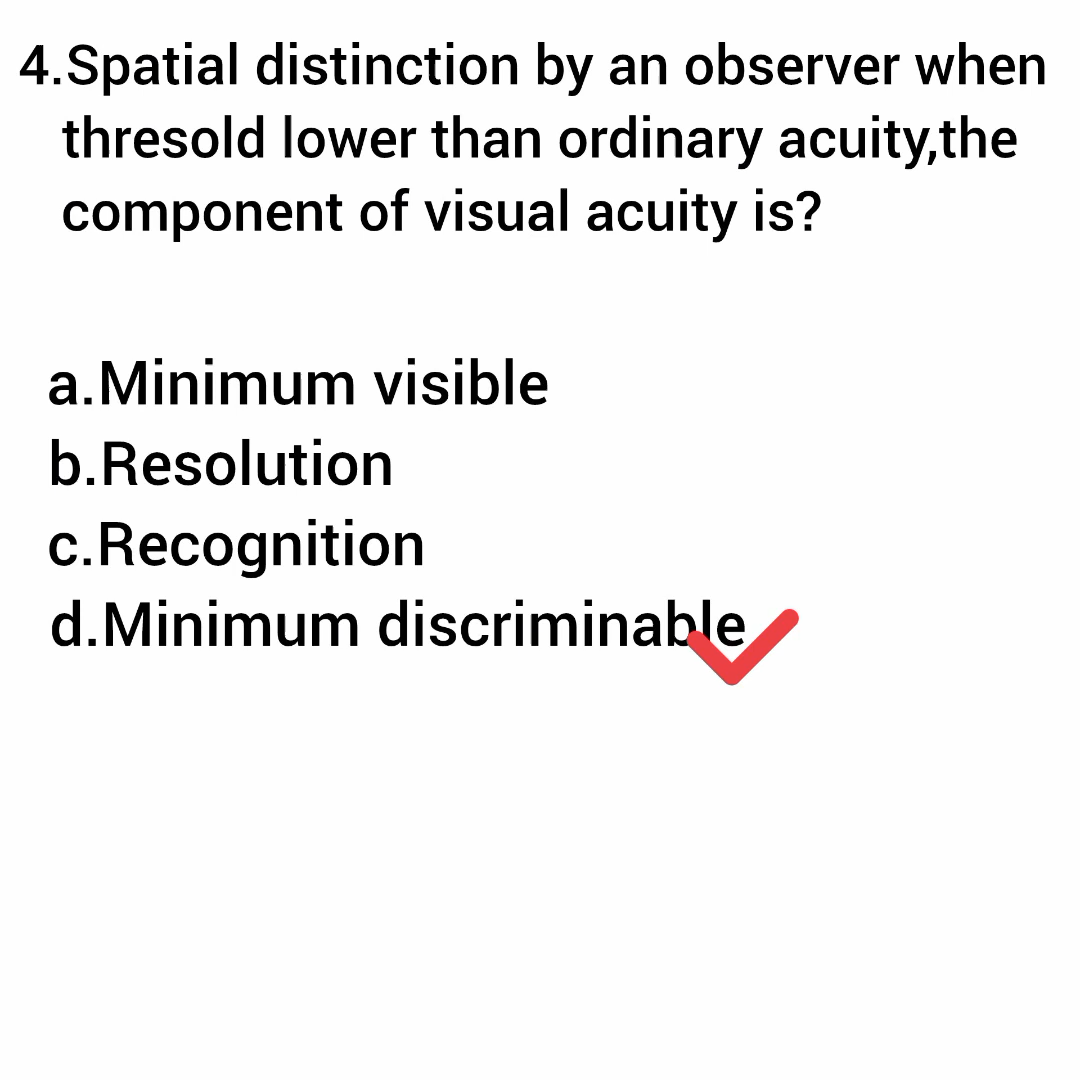 4.Spatial distinction by an observer when
thresold lower than ordinary acuity,the
component of visual acuity is?
a.Minimum visible
b.Resolution
c.Recognition
d.Minimum discriminable